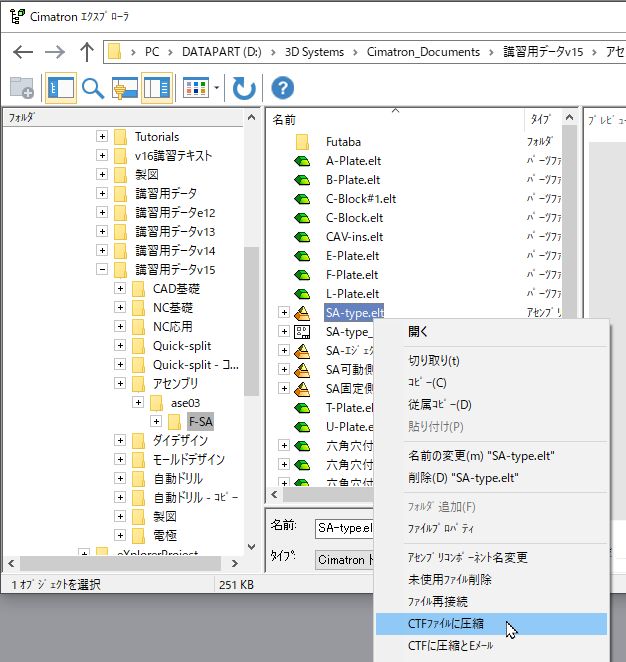 Cimatron ｴｸｽﾌﾟﾛｰﾗ
PC > DATAPART (D:) > 3D Systems > Cimatron_Documents > 講習用データv15 > アセ
ﾌｫﾙﾀﾞ
Tutorials
v16講習テキスト
製図
講習用データ
講習用データe12
講習用データv13
講習用データv14
講習用データv15
CAD基礎
NC基礎
NC応用
Quick-split
Quick-split - コ...
アセンブリ
ase03
F-SA
ダイデザイン
モールドデザイン
自動ドリル
自動ドリル - ｺﾋﾟｰ
製図
電極
eXplorerProject
名前 ﾀｲﾌﾟ
Futaba ﾌｫﾙﾀﾞ
A-Plate.elt ﾊﾟｰﾂﾌｧ
B-Plate.elt ﾊﾟｰﾂﾌｧ
C-Block#1.elt ﾊﾟｰﾂﾌｧ
C-Block.elt ﾊﾟｰﾂﾌｧ
CAV-ins.elt ﾊﾟｰﾂﾌｧ
E-Plate.elt ﾊﾟｰﾂﾌｧ
F-Plate.elt ﾊﾟｰﾂﾌｧ
L-Plate.elt ﾊﾟｰﾂﾌｧ
SA-type.elt ｱｾﾝﾌﾞﾘ
SA-type_
SA-ｴｼﾞｪｸ
SA可動側
SA固定側
T-Plate.elt
U-Plate.elt
六角穴付
六角穴付
六角穴付
ﾌﾟﾚﾋﾞｭｰ
名前: SA-type.el
ﾀｲﾌﾟ: Cimatron ﾄ
1 ｵﾌﾞｼﾞｪｸﾄを選択 251 KB
開く
切り取り(t)
ｺﾋﾟｰ(C)
従属ｺﾋﾟｰ(D)
貼り付け(P)
名前の変更(m) "SA-type.elt"
削除(D) "SA-type.elt"
ﾌｫﾙﾀﾞ 追加(F)
ﾌｧｲﾙﾌﾟﾛﾊﾟﾃｨ
ｱｾﾝﾌﾞﾘｺﾝﾎﾟｰﾈﾝﾄ名変更
未使用ﾌｧｲﾙ削除
ﾌｧｲﾙ再接続
CTFﾌｧｲﾙに圧縮
CTFに圧縮とEﾒｰﾙ